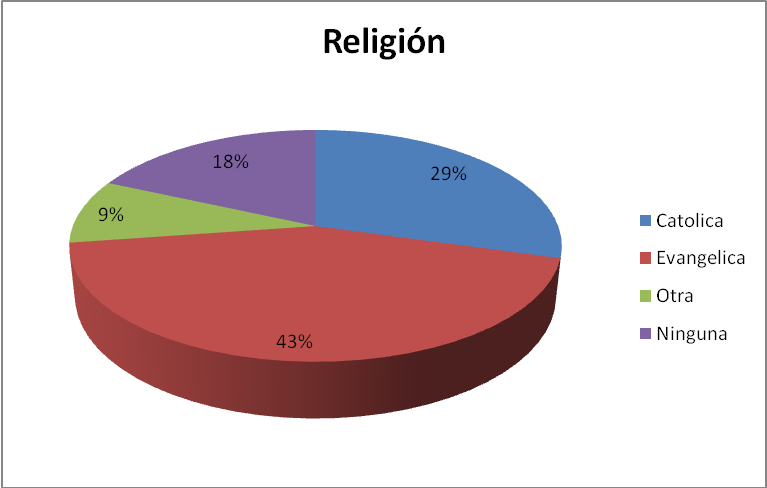 Religión
18%
29%
9%
43%
Catolica
Evangelica
Otra
Ninguna